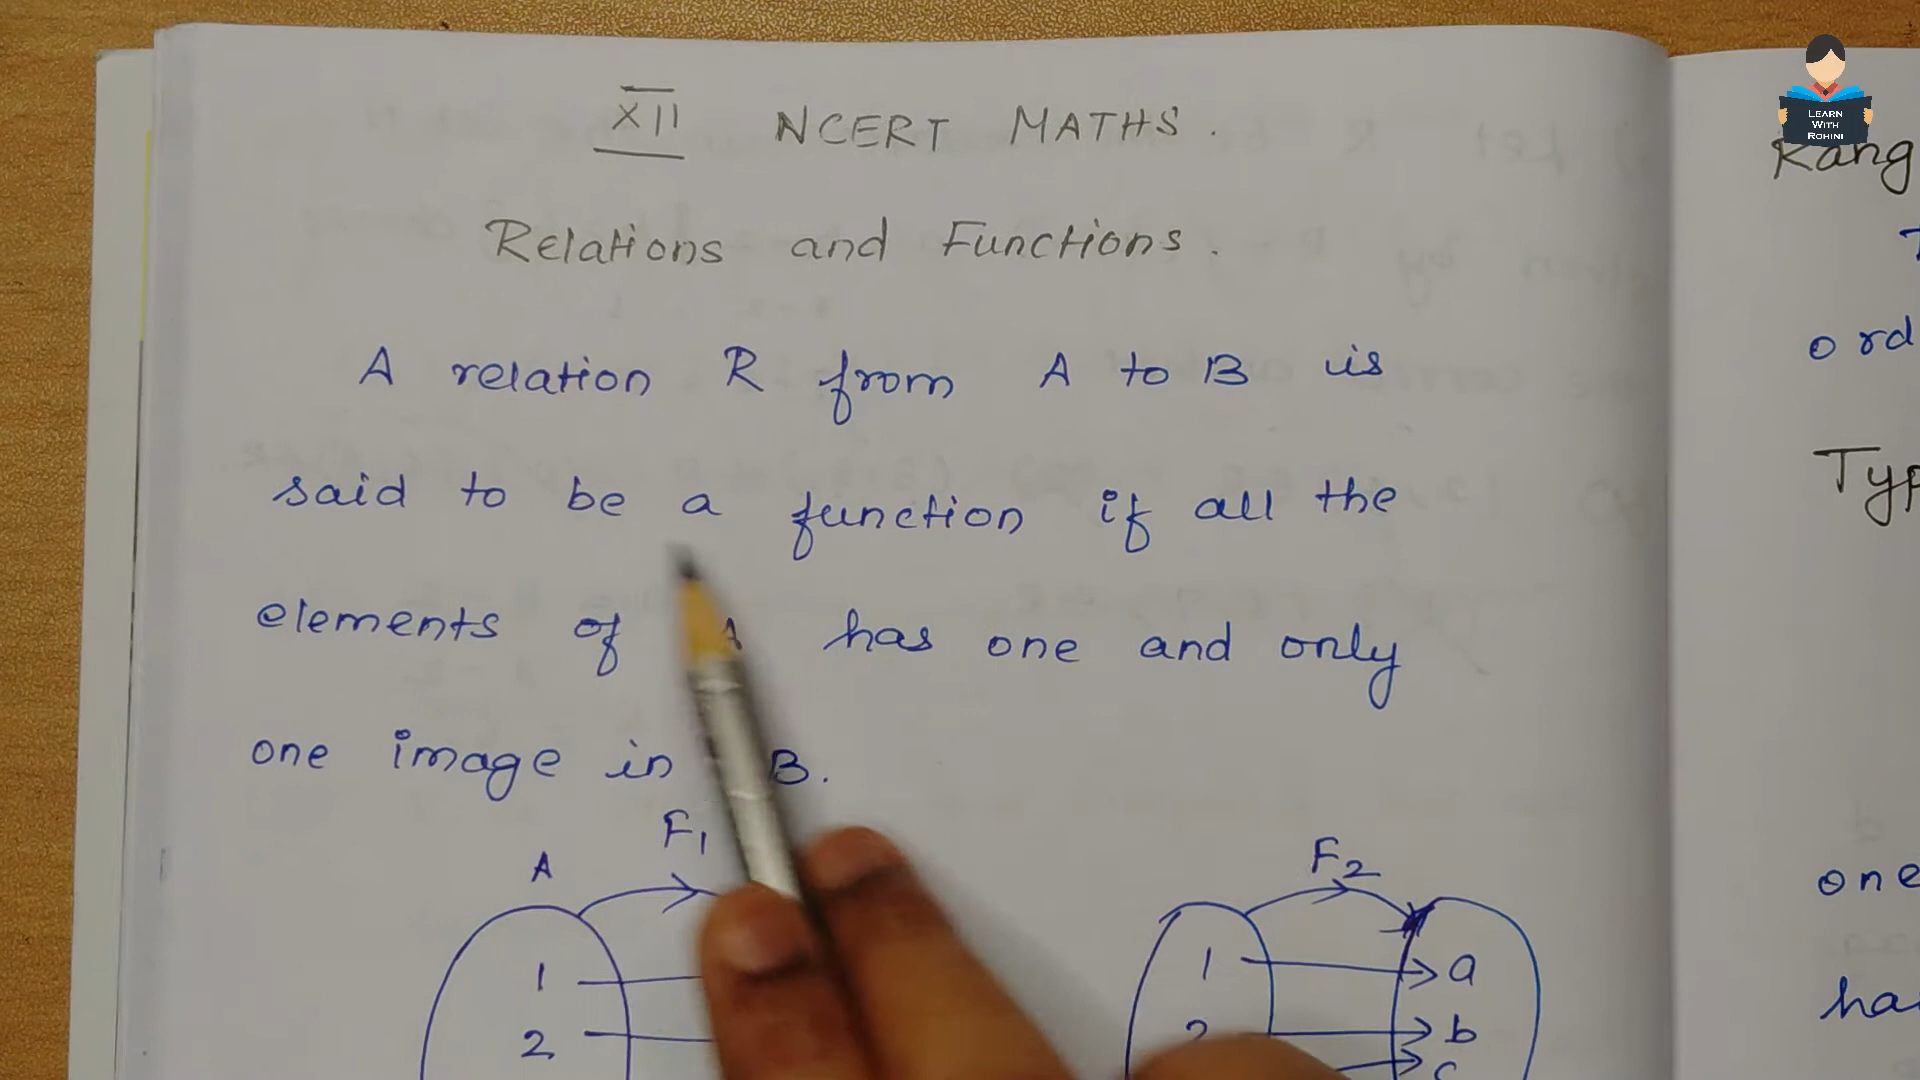 XII NCERT MATHS.
Relations and Functions.
A relation R from A to B is
said to be a function if all the
elements of A has one and only
one image in B.
F1
A
1
2
F2
1 a
2 b
c
LEARN
WITH
ROHINI
Rang
ord
Typ
one
ha